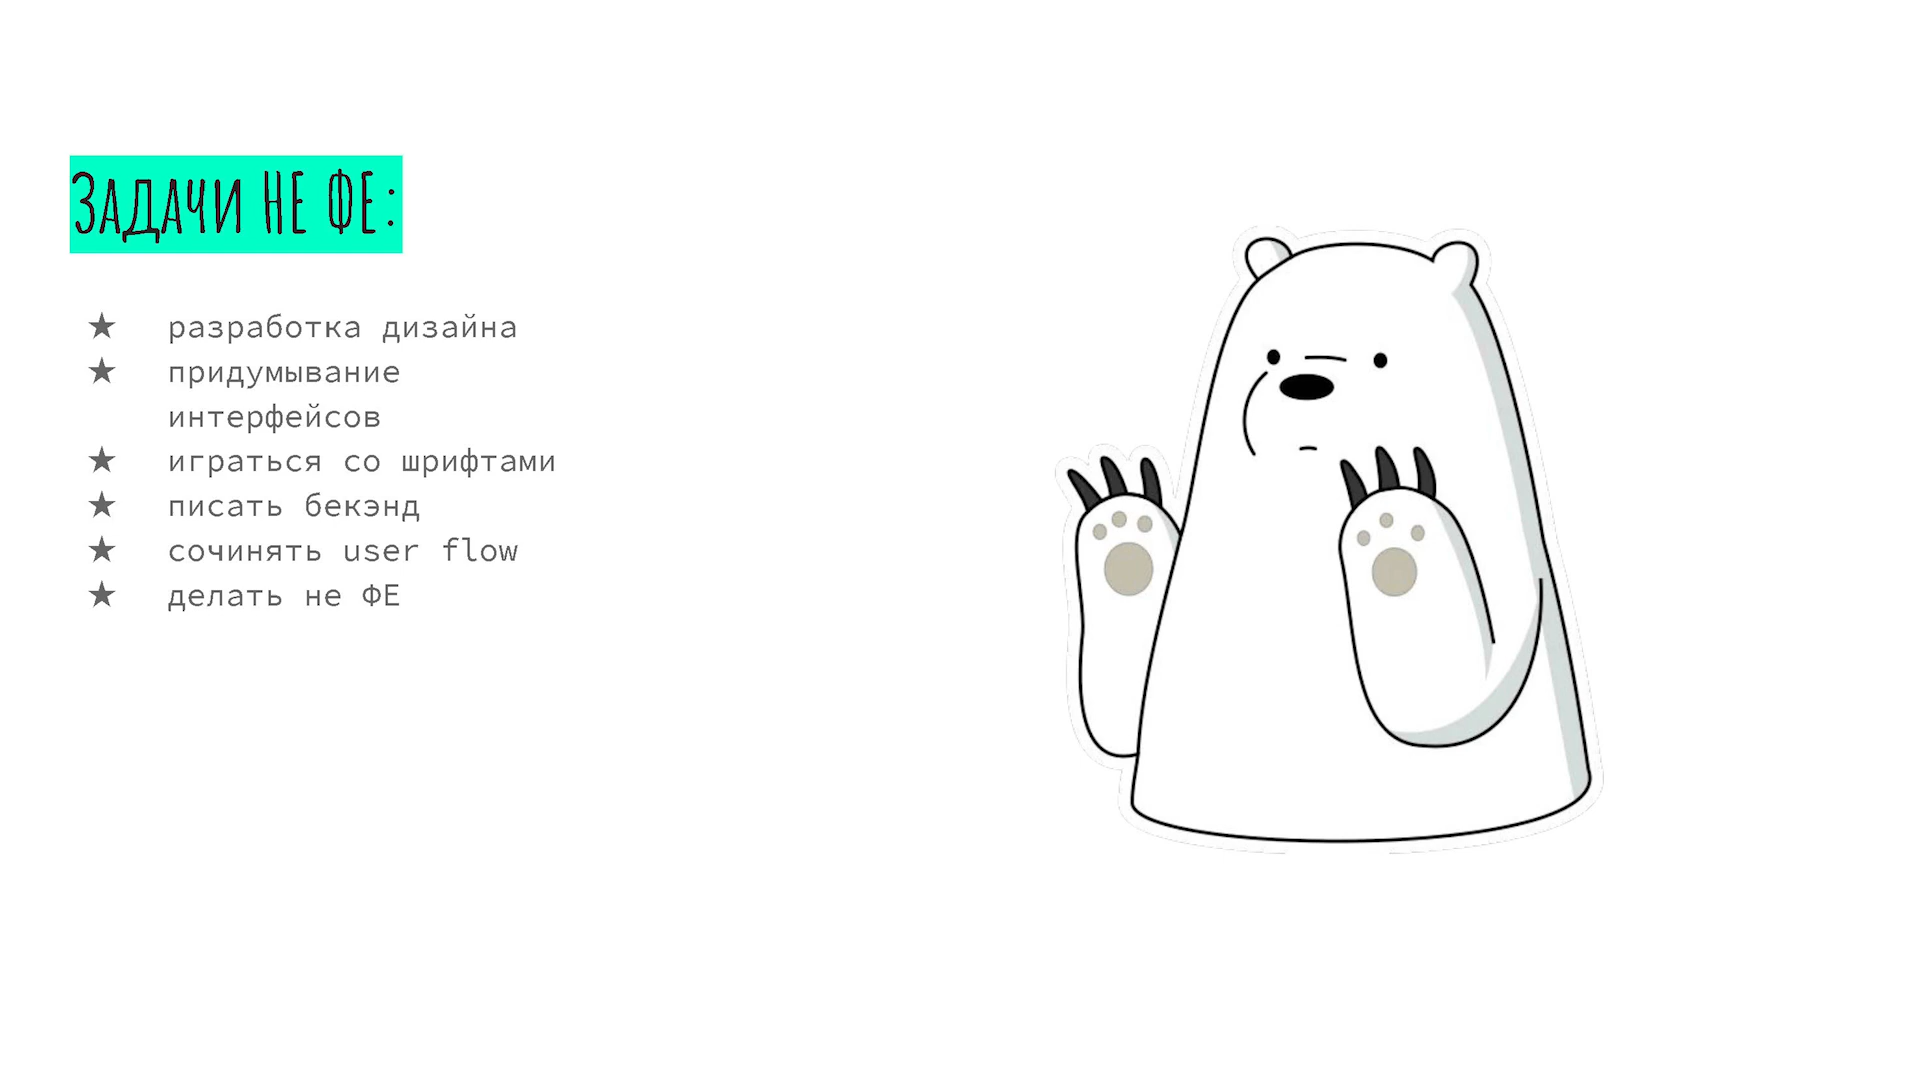 ЗАДАЧИ НЕ ФЕ:
★ разработка дизайна
★ придумывание
интерфейсов
★ играться со шрифтами
★ писать бекэнд
★ сочинять user flow
★ делать не ФЕ